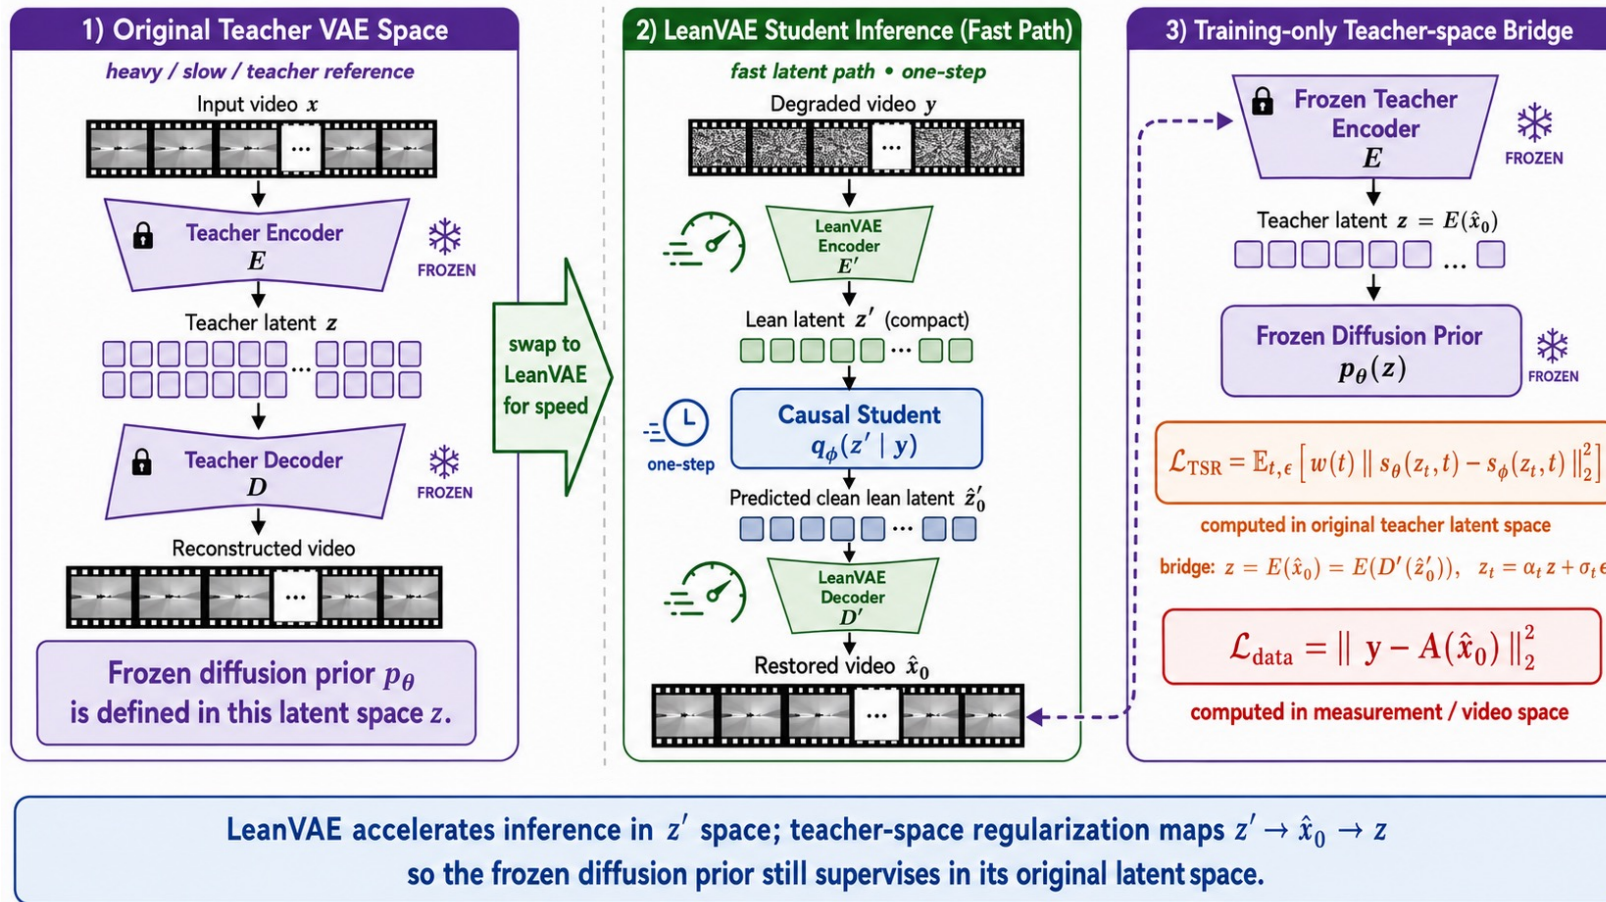 1) Original Teacher VAE Space
heavy / slow / teacher reference
Input video x
...
Teacher Encoder
E
FROZEN
Teacher latent z
...
Teacher Decoder
D
FROZEN
Reconstructed video
...
Frozen diffusion prior pθ
is defined in this latent space z.
swap to
LeanVAE
for speed
2) LeanVAE Student Inference (Fast Path)
fast latent path • one-step
Degraded video y
...
LeanVAE
Encoder
E′
Lean latent z′ (compact)
...
Causal Student
qϕ(z′ | y)
one-step
Predicted clean lean latent ẑ′₀
...
LeanVAE
Decoder
D′
Restored video x̂₀
...
3) Training-only Teacher-space Bridge
Frozen Teacher
Encoder
E
FROZEN
Teacher latent z = E(x̂₀)
...
Frozen Diffusion Prior
pθ(z)
FROZEN
ℒTSR = 𝔼t,ϵ [ w(t) ‖ sθ(zt, t) − sϕ(zt, t) ‖²₂ ]
computed in original teacher latent space
bridge: z = E(x̂₀) = E(D′(ẑ′₀)), zt = αt z + σt ϵ
ℒdata = ‖ y − A(x̂₀) ‖²₂
computed in measurement / video space
LeanVAE accelerates inference in z′ space; teacher-space regularization maps z′ → x̂₀ → z
so the frozen diffusion prior still supervises in its original latent space.